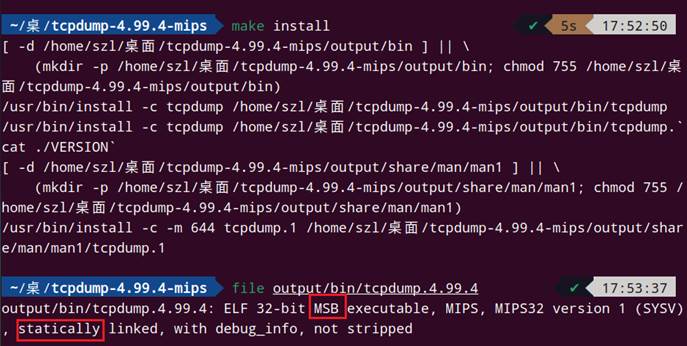 ~/桌/tcpdump-4.99.4-mips make install ✔ 5s 17:52:50
[ -d /home/szl/桌面/tcpdump-4.99.4-mips/output/bin ] || \
(mkdir -p /home/szl/桌面/tcpdump-4.99.4-mips/output/bin; chmod 755 /home/szl/桌
面/tcpdump-4.99.4-mips/output/bin)
/usr/bin/install -c tcpdump /home/szl/桌面/tcpdump-4.99.4-mips/output/bin/tcpdump
/usr/bin/install -c tcpdump /home/szl/桌面/tcpdump-4.99.4-mips/output/bin/tcpdump.`
cat ./VERSION`
[ -d /home/szl/桌面/tcpdump-4.99.4-mips/output/share/man/man1 ] || \
(mkdir -p /home/szl/桌面/tcpdump-4.99.4-mips/output/share/man/man1; chmod 755 /
home/szl/桌面/tcpdump-4.99.4-mips/output/share/man/man1)
/usr/bin/install -c -m 644 tcpdump.1 /home/szl/桌面/tcpdump-4.99.4-mips/output/shar
e/man/man1/tcpdump.1
~/桌/tcpdump-4.99.4-mips file output/bin/tcpdump.4.99.4 ✔ 17:53:37
output/bin/tcpdump.4.99.4: ELF 32-bit MSB executable, MIPS, MIPS32 version 1 (SYSV)
, statically linked, with debug_info, not stripped